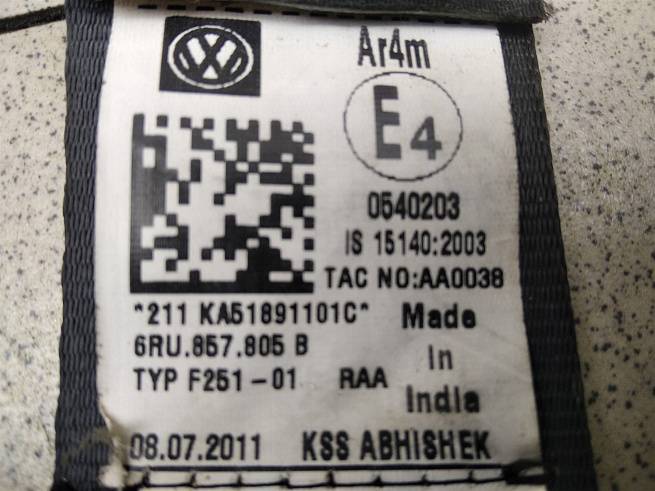 Ar4m
E4
0540203
IS 15140:2003
TAC NO:AA0038
*211 KA51891101C*
6RU.857.805 B
TYP F251-01 RAA
Made
In
India
08.07.2011 KSS ABHISHEK